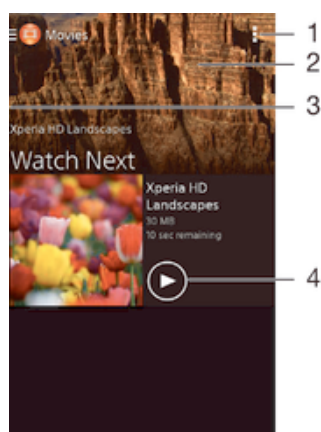 Movies
1
2
3
Xperia HD Landscapes
Watch Next
Xperia HD
Landscapes
30 MB
10 sec remaining
4